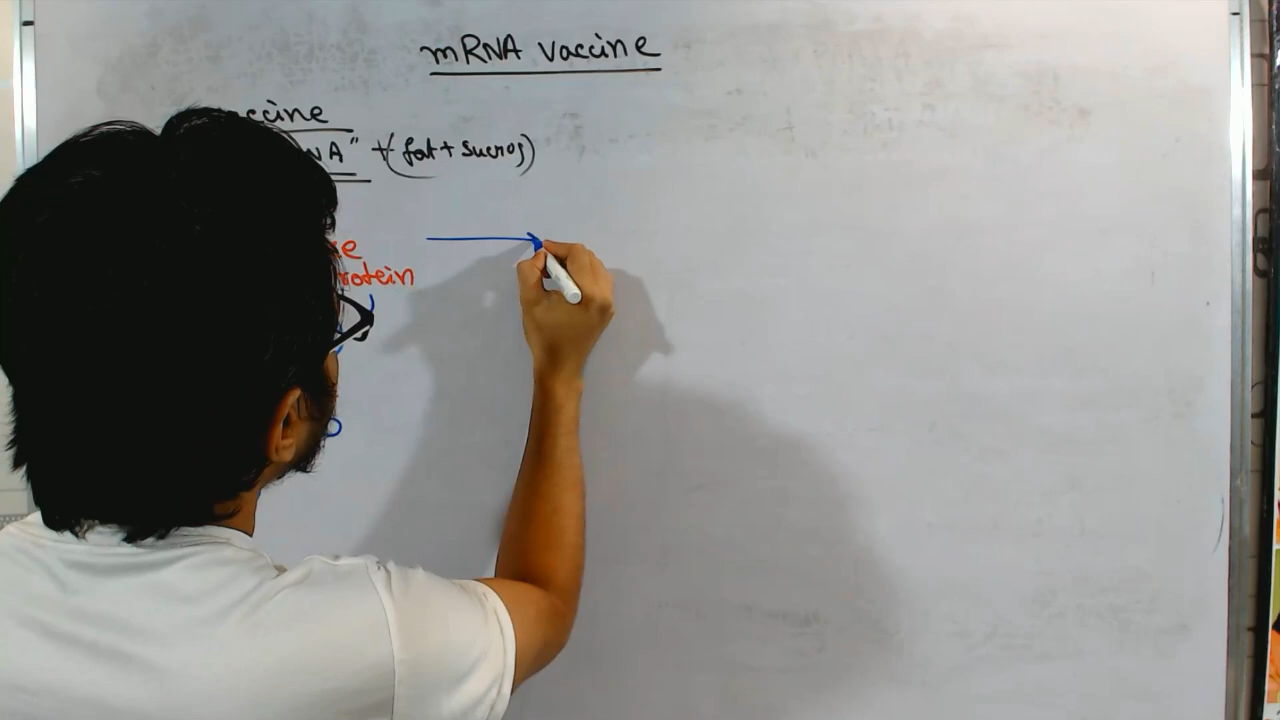 mRNA vaccine
ccine
NA" + (fat + sucros)
e
rotein